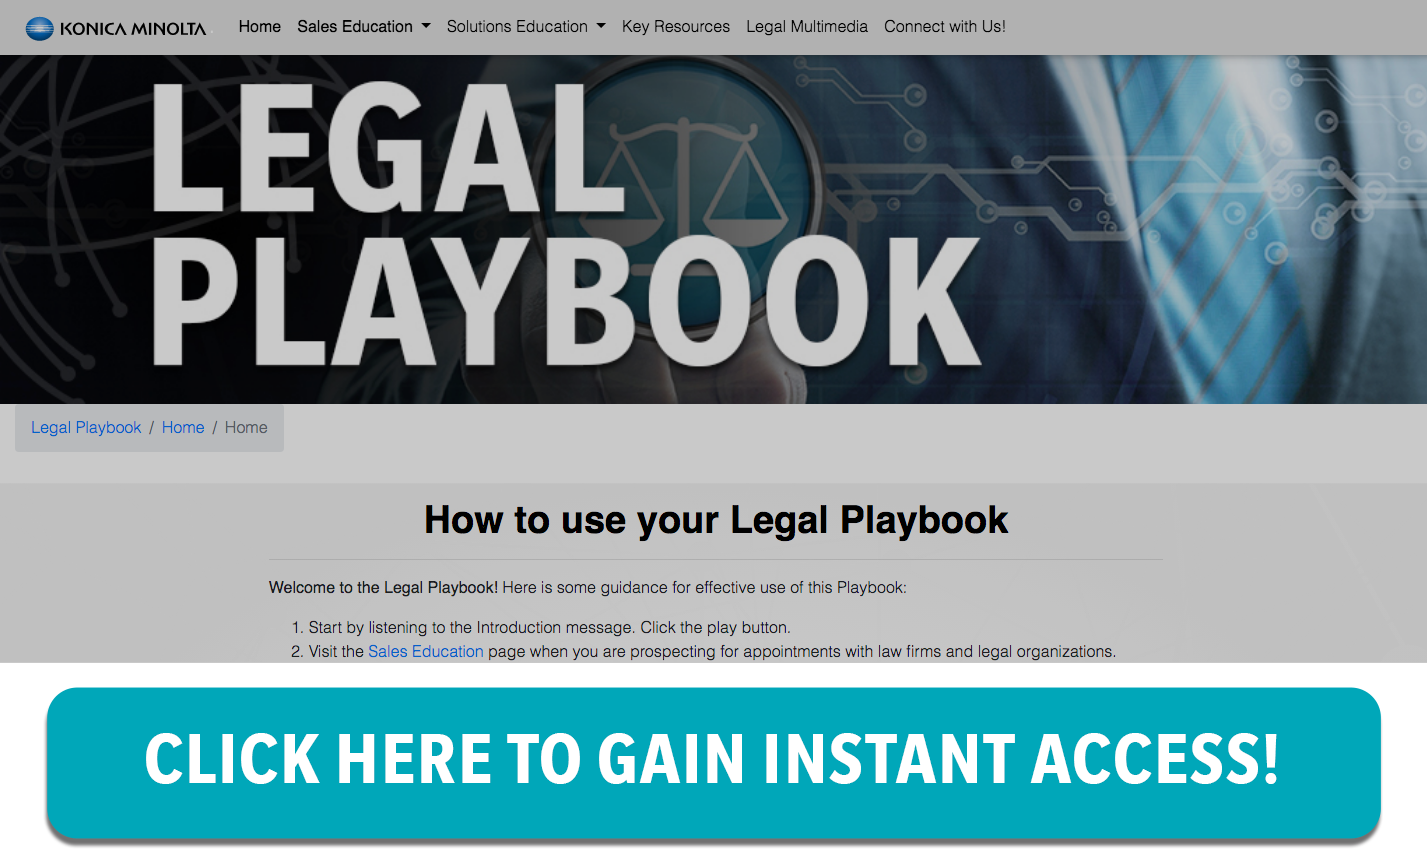 KONICA MINOLTA Home Sales Education Solutions Education Key Resources Legal Multimedia Connect with Us!
LEGAL
PLAYBOOK
Legal Playbook / Home / Home
How to use your Legal Playbook
Welcome to the Legal Playbook! Here is some guidance for effective use of this Playbook:
1. Start by listening to the Introduction message. Click the play button.
2. Visit the Sales Education page when you are prospecting for appointments with law firms and legal organizations.
CLICK HERE TO GAIN INSTANT ACCESS!